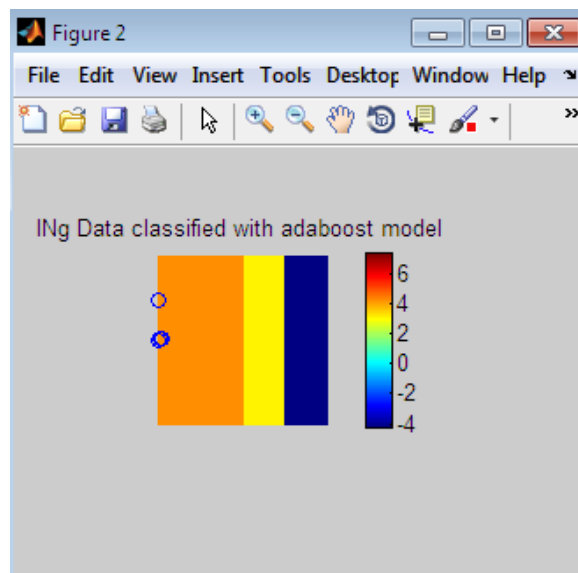 Figure 2
File Edit View Insert Tools Desktop Window Help
INg Data classified with adaboost model
6
4
2
0
-2
-4